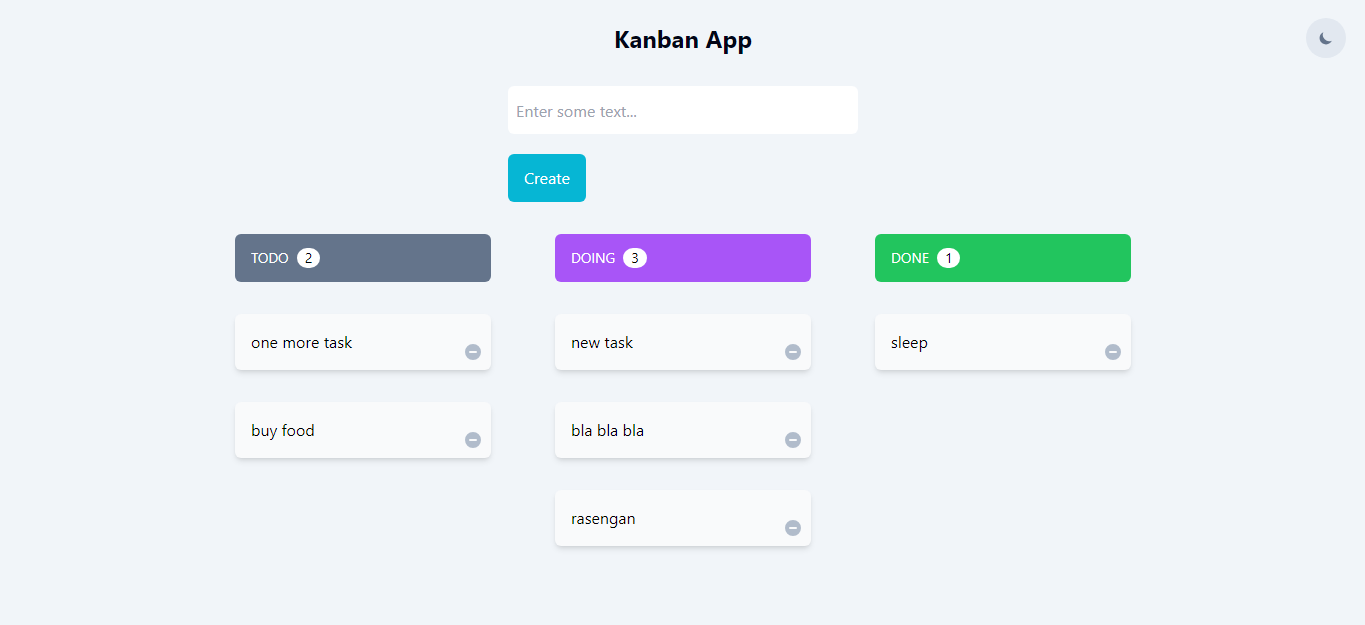 Kanban App
Enter some text...
Create
TODO 2
one more task
buy food
DOING 3
new task
bla bla bla
rasengan
DONE 1
sleep